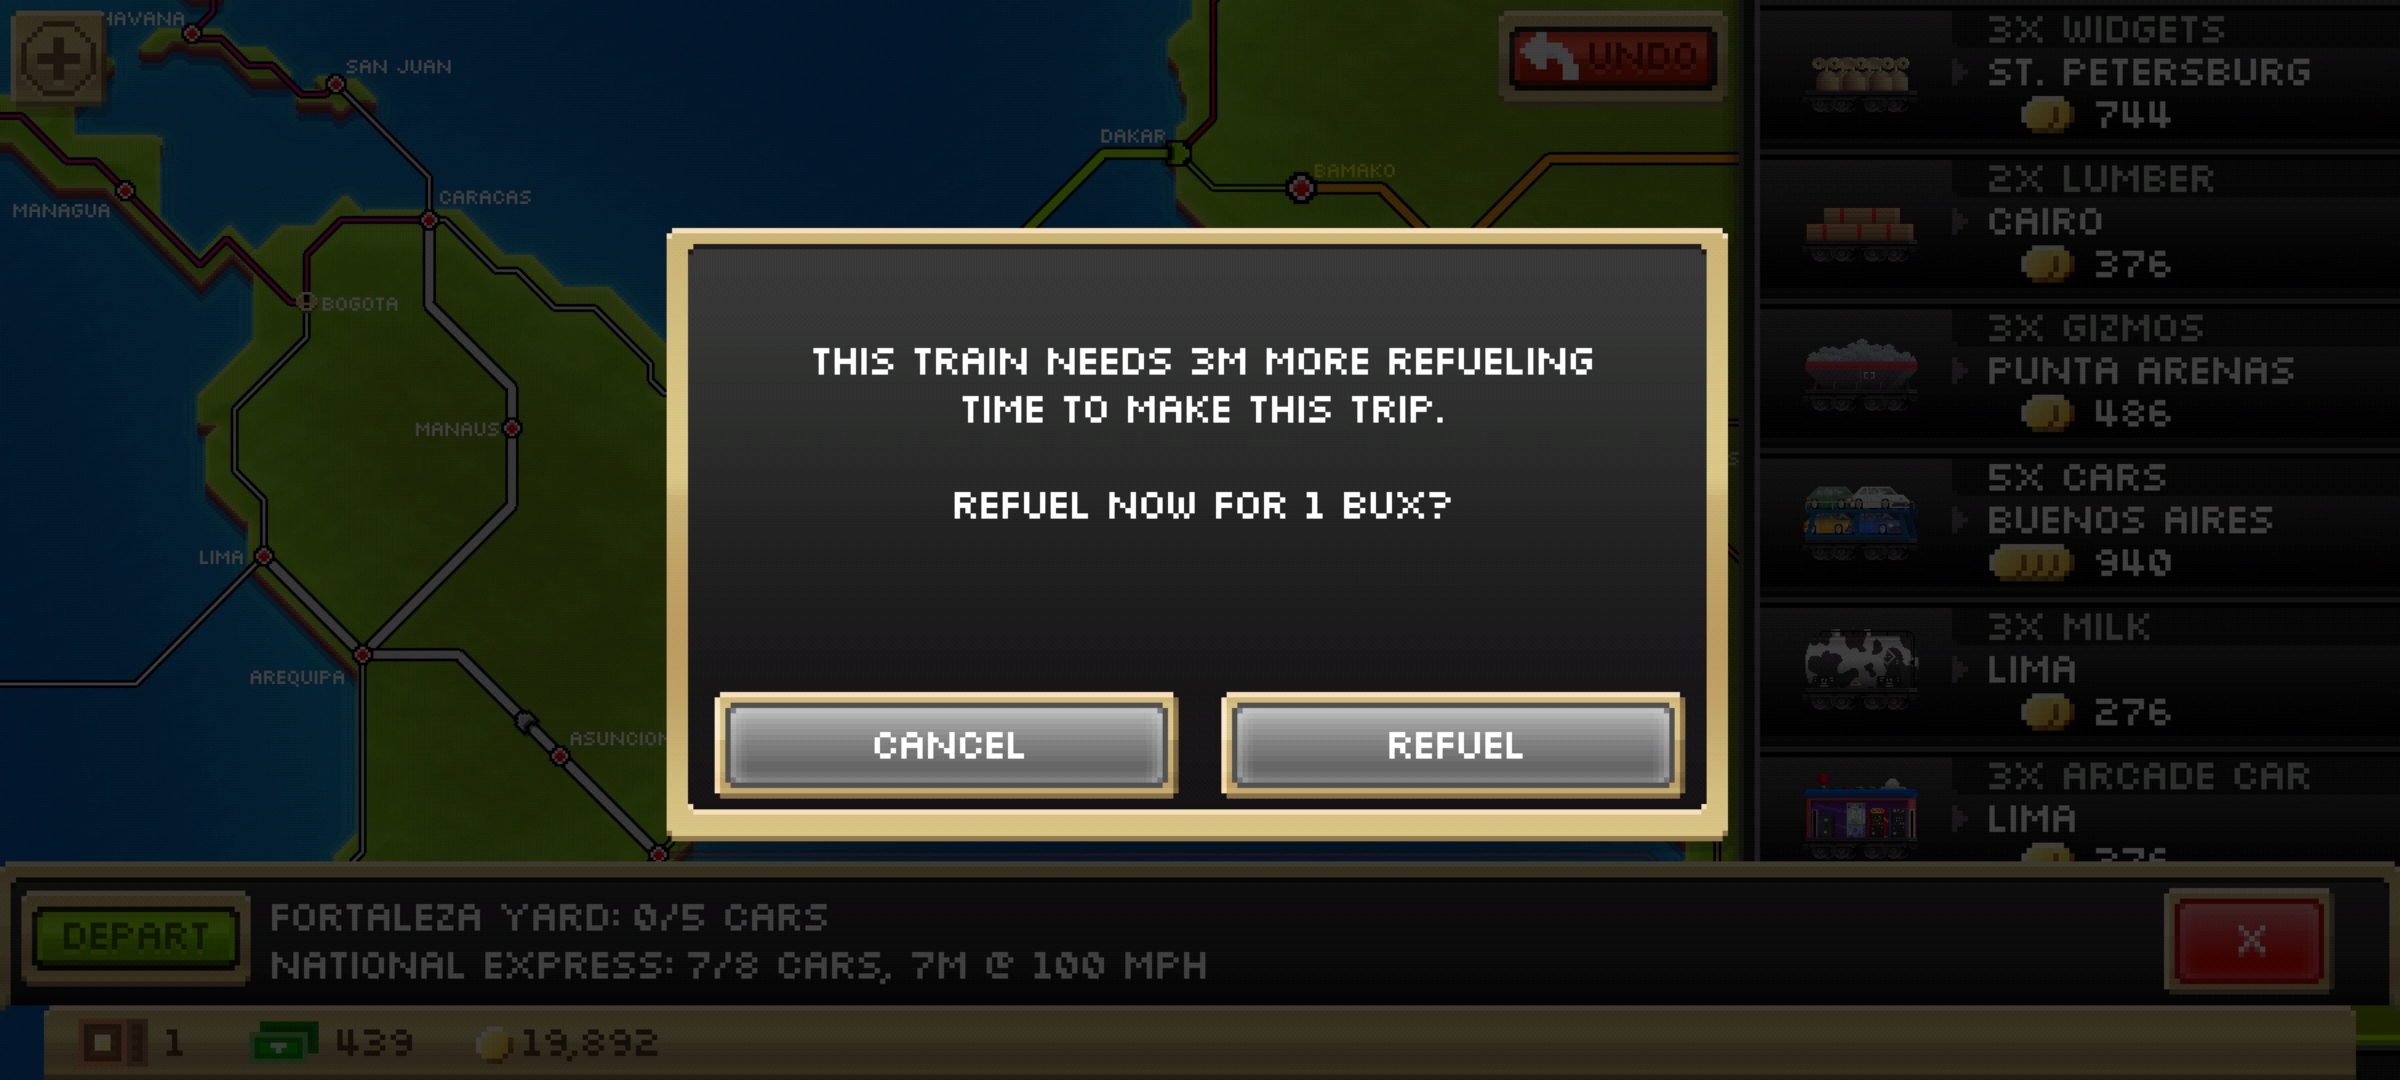 HAVANA
SAN JUAN
CARACAS
MANAGUA
BOGOTA
MANAUS
LIMA
AREQUIPA
ASUNCION
DAKAR
BAMAKO
UNDO
THIS TRAIN NEEDS 3M MORE REFUELING
TIME TO MAKE THIS TRIP.
REFUEL NOW FOR 1 BUX?
CANCEL
REFUEL
3X WIDGETS
ST. PETERSBURG
744
2X LUMBER
CAIRO
376
3X GIZMOS
PUNTA ARENAS
486
5X CARS
BUENOS AIRES
940
3X MILK
LIMA
276
3X ARCADE CAR
LIMA
DEPART
FORTALEZA YARD: 0/5 CARS
NATIONAL EXPRESS: 7/8 CARS, 7M @ 100 MPH
X
1
439
19,892